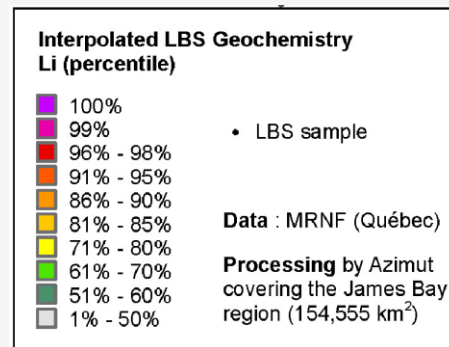 Interpolated LBS Geochemistry
Li (percentile)
100%
99%
96% - 98%
91% - 95%
86% - 90%
81% - 85%
71% - 80%
61% - 70%
51% - 60%
1% - 50%
• LBS sample
Data : MRNF (Québec)
Processing by Azimut
covering the James Bay
region (154,555 km²)